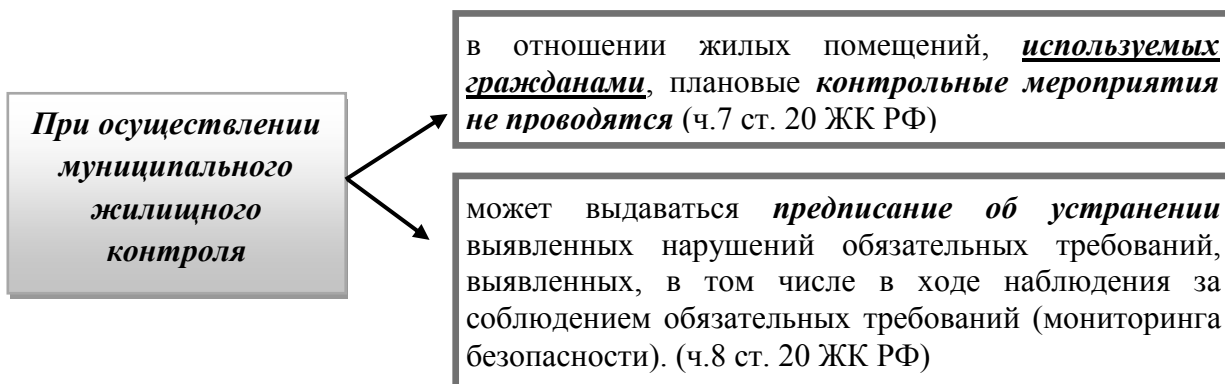 При осуществлении
муниципального
жилищного
контроля
в отношении жилых помещений, используемых
гражданами, плановые контрольные мероприятия
не проводятся (ч.7 ст. 20 ЖК РФ)
может выдаваться предписание об устранении
выявленных нарушений обязательных требований,
выявленных, в том числе в ходе наблюдения за
соблюдением обязательных требований (мониторинга
безопасности). (ч.8 ст. 20 ЖК РФ)